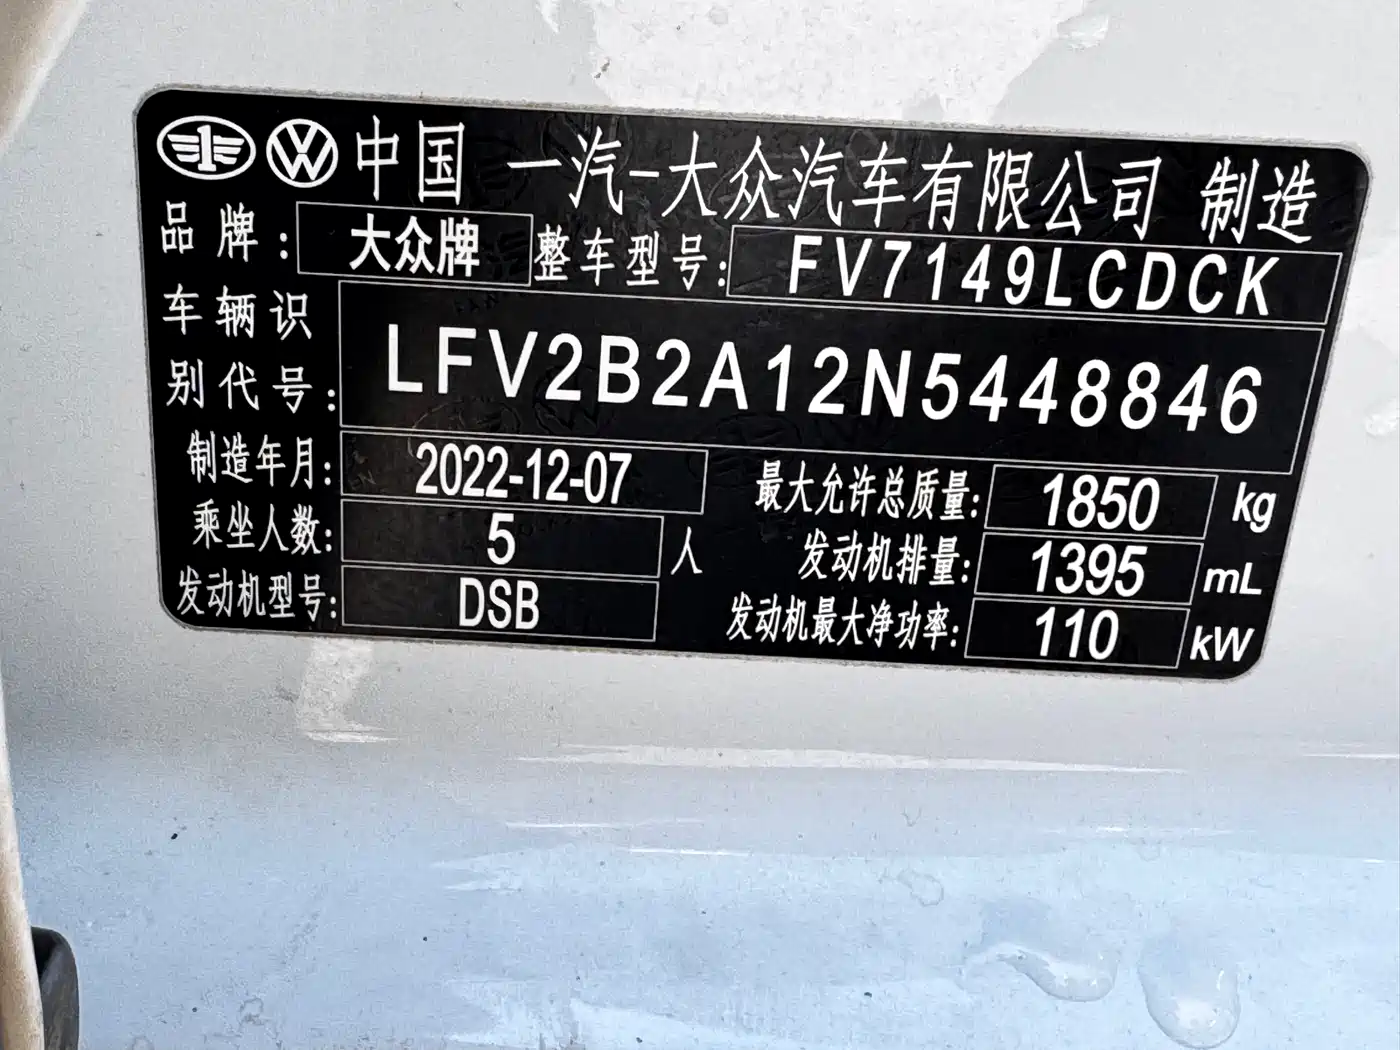 中国 一汽-大众汽车有限公司 制造
品牌: 大众牌 整车型号: FV7149LCDCK
车辆识别代号: LFV2B2A12N5448846
制造年月: 2022-12-07 最大允许总质量: 1850 kg
乘坐人数: 5 人 发动机排量: 1395 mL
发动机型号: DSB 发动机最大净功率: 110 kW